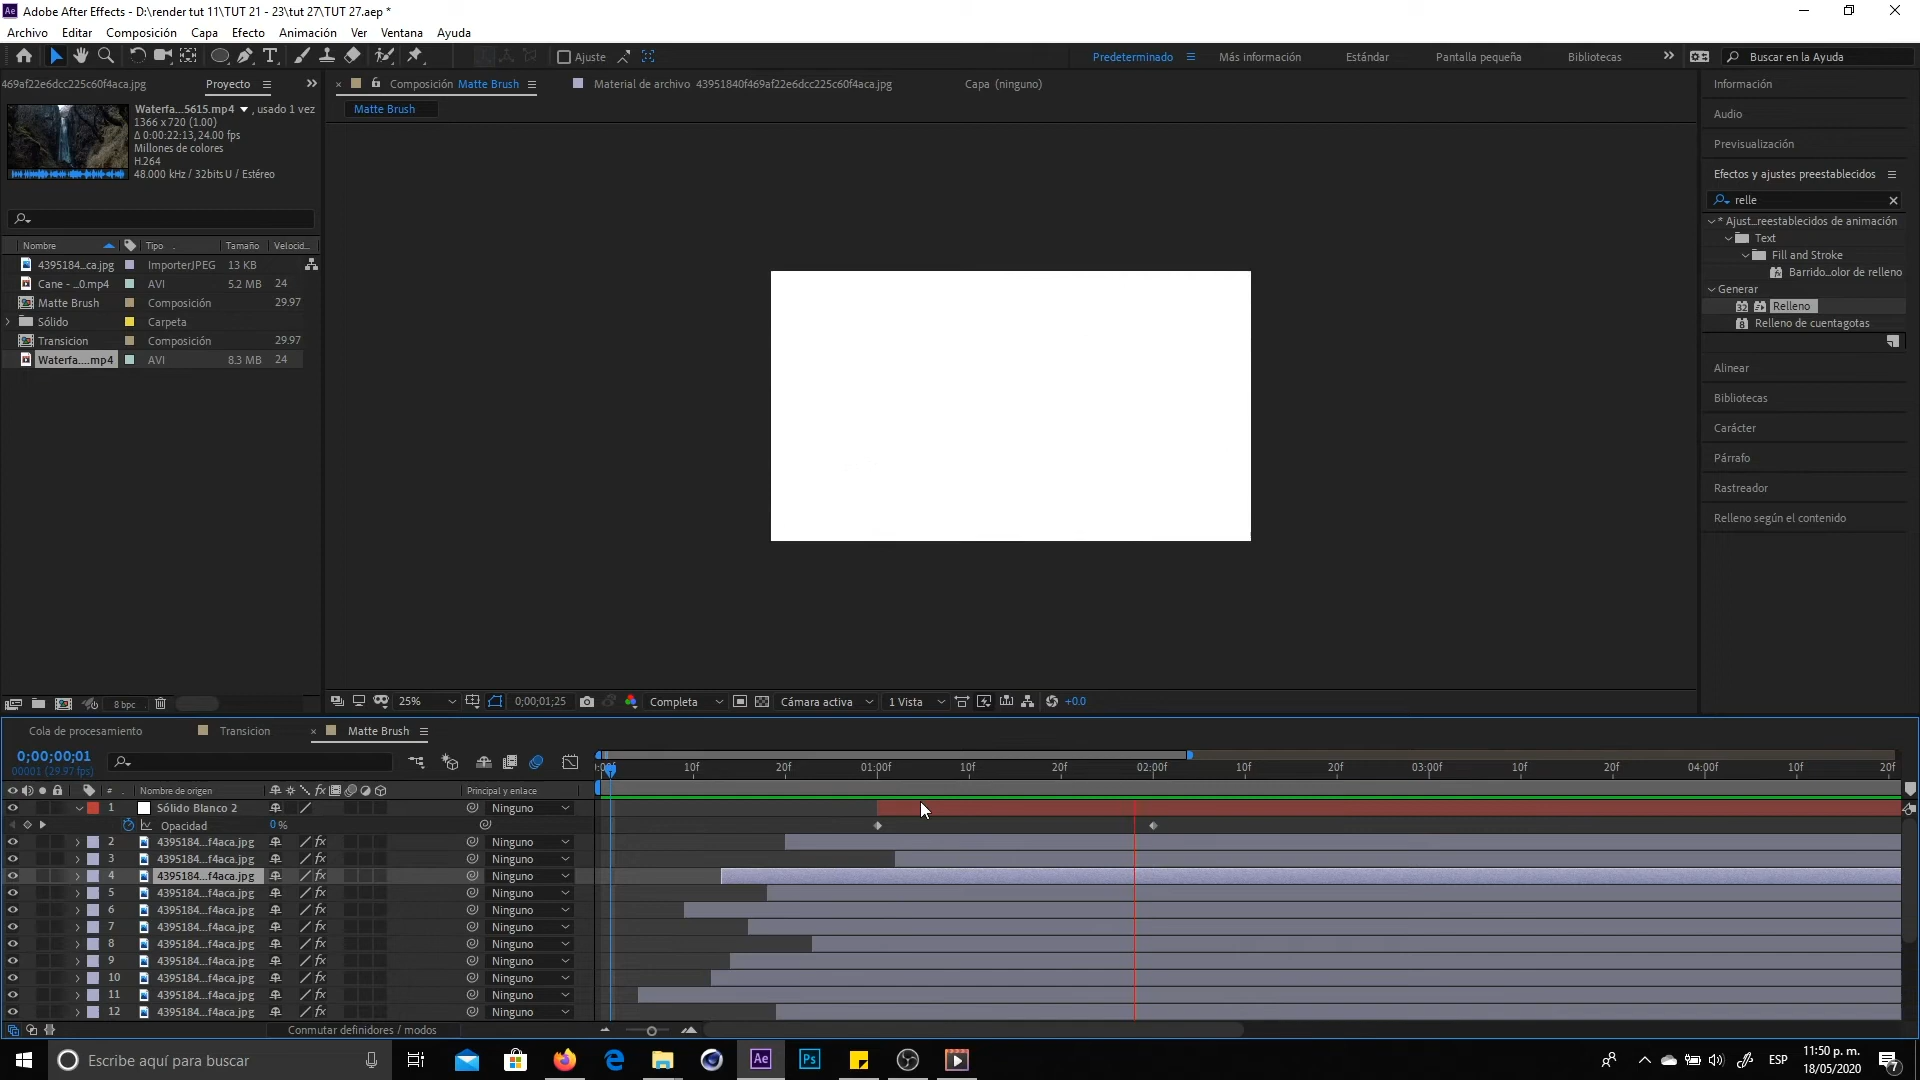 Adobe After Effects - D:\render tut 11\TUT 21 - 23\tut 27\TUT 27.aep *
Archivo Editar Composición Capa Efecto Animación Ver Ventana Ayuda
Ajuste Predeterminado Más información Estándar Pantalla pequeña Bibliotecas Buscar en la Ayuda
469af22e6dcc225c60f4aca.jpg Proyecto Composición Matte Brush Material de archivo 43951840f469af22e6dcc225c60f4aca.jpg Capa (ninguno)
Matte Brush
Waterfa...5615.mp4 , usado 1 vez
1366 x 720 (1.00)
Δ 0:00:22:13, 24.00 fps
Millones de colores
H.264
48.000 kHz / 32bits U / Estéreo
Nombre Tipo Tamaño Velocid...
4395184...ca.jpg ImporterJPEG 13 KB
Cane - ...0.mp4 AVI 5.2 MB 24
Matte Brush Composición 29.97
Sólido Carpeta
Transicion Composición 29.97
Waterfa....mp4 AVI 8.3 MB 24
Información
Audio
Previsualización
Efectos y ajustes preestablecidos
relle
* Ajust...reestablecidos de animación
Text
Fill and Stroke
Barrido...olor de relleno
Generar
Relleno
Relleno de cuentagotas
Alinear
Bibliotecas
Carácter
Párrafo
Rastreador
Relleno según el contenido
8 bpc
25% 0;00;01;25 Completa Cámara activa 1 Vista +0.0
Cola de procesamiento Transicion Matte Brush
0;00;00;01
00001 (29.97 fps)
10f 20f 01:00f 10f 20f 02:00f 10f 20f 03:00f 10f 20f 04:00f 10f 20f
# Nombre de origen Principal y enlace
1 Sólido Blanco 2 Ninguno
Opacidad 0 %
2 4395184...f4aca.jpg Ninguno
3 4395184...f4aca.jpg Ninguno
4 4395184...f4aca.jpg Ninguno
5 4395184...f4aca.jpg Ninguno
6 4395184...f4aca.jpg Ninguno
7 4395184...f4aca.jpg Ninguno
8 4395184...f4aca.jpg Ninguno
9 4395184...f4aca.jpg Ninguno
10 4395184...f4aca.jpg Ninguno
11 4395184...f4aca.jpg Ninguno
12 4395184...f4aca.jpg Ninguno
Conmutar definidores / modos
Escribe aquí para buscar
ESP
11:50 p. m.
18/05/2020
7